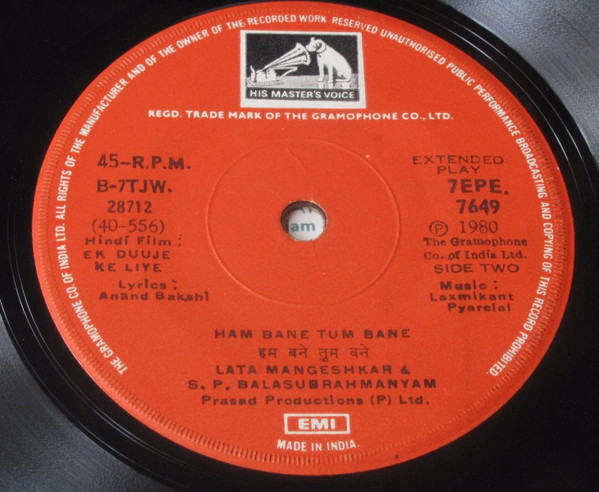 THE GRAMOPHONE CO. OF INDIA LTD. ALL RIGHTS OF THE MANUFACTURER AND OF THE OWNER OF THE RECORDED WORK RESERVED UNAUTHORISED PUBLIC PERFORMANCE BROADCASTING AND COPYING OF THIS RECORD PROHIBITED.
HIS MASTER'S VOICE
REGD. TRADE MARK OF THE GRAMOPHONE CO., LTD.
45-R.P.M.
B-7TJW.
28712
(40-556)
Hindi Film :
EK DUUJE
KE LIYE
Lyrics :
Anand Bakshi
EXTENDED
PLAY
7EPE.
7649
Ⓟ 1980
The Gramophone
Co. of India Ltd.
SIDE TWO
Music :
Laxmikant
Pyarelal
am
HAM BANE TUM BANE
हम बने तुम बने
LATA MANGESHKAR &
S. P. BALASUBRAHMANYAM
Prasad Productions (P) Ltd.
EMI
MADE IN INDIA.